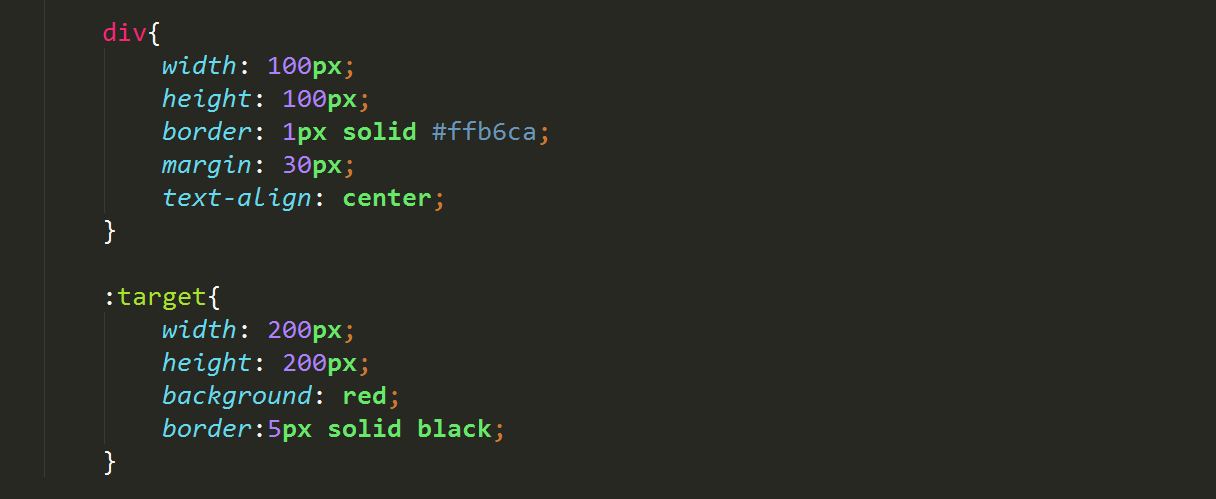 div{
width: 100px;
height: 100px;
border: 1px solid #ffb6ca;
margin: 30px;
text-align: center;
}
:target{
width: 200px;
height: 200px;
background: red;
border:5px solid black;
}